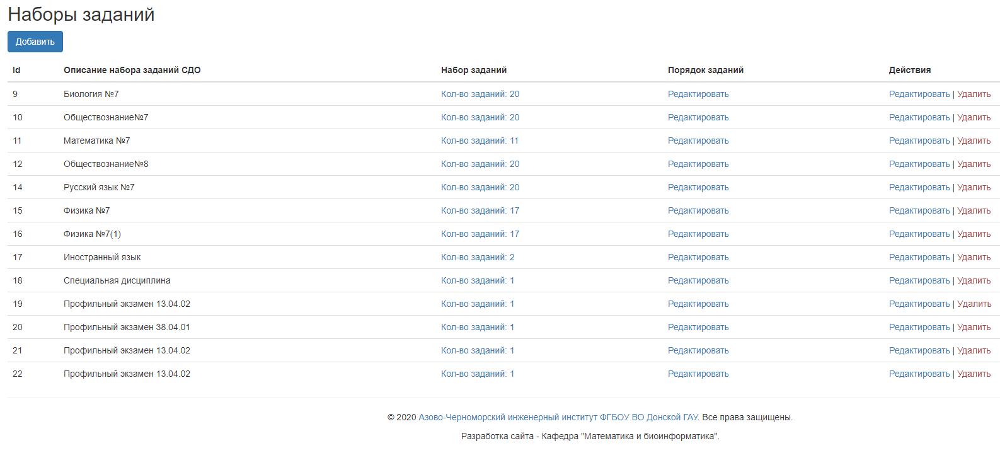 Наборы заданий
Добавить
Id Описание набора заданий СДО Набор заданий Порядок заданий Действия
9 Биология №7 Кол-во заданий: 20 Редактировать Редактировать | Удалить
10 Обществознание№7 Кол-во заданий: 20 Редактировать Редактировать | Удалить
11 Математика №7 Кол-во заданий: 11 Редактировать Редактировать | Удалить
12 Обществознание№8 Кол-во заданий: 20 Редактировать Редактировать | Удалить
14 Русский язык №7 Кол-во заданий: 20 Редактировать Редактировать | Удалить
15 Физика №7 Кол-во заданий: 17 Редактировать Редактировать | Удалить
16 Физика №7(1) Кол-во заданий: 17 Редактировать Редактировать | Удалить
17 Иностранный язык Кол-во заданий: 2 Редактировать Редактировать | Удалить
18 Специальная дисциплина Кол-во заданий: 1 Редактировать Редактировать | Удалить
19 Профильный экзамен 13.04.02 Кол-во заданий: 1 Редактировать Редактировать | Удалить
20 Профильный экзамен 38.04.01 Кол-во заданий: 1 Редактировать Редактировать | Удалить
21 Профильный экзамен 13.04.02 Кол-во заданий: 1 Редактировать Редактировать | Удалить
22 Профильный экзамен 13.04.02 Кол-во заданий: 1 Редактировать Редактировать | Удалить
© 2020 Азово-Черноморский инженерный институт ФГБОУ ВО Донской ГАУ. Все права защищены.
Разработка сайта - Кафедра "Математика и биоинформатика".